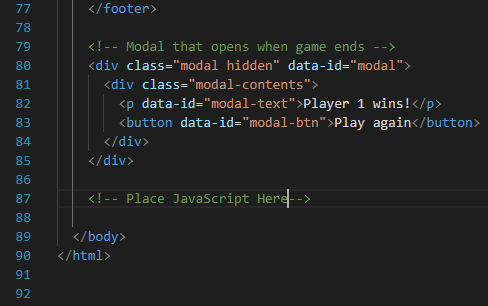 77 </footer>
78
79 <!-- Modal that opens when game ends -->
80 <div class="modal hidden" data-id="modal">
81 <div class="modal-contents">
82 <p data-id="modal-text">Player 1 wins!</p>
83 <button data-id="modal-btn">Play again</button>
84 </div>
85 </div>
86
87 <!-- Place JavaScript Here-->
88
89 </body>
90 </html>
91
92